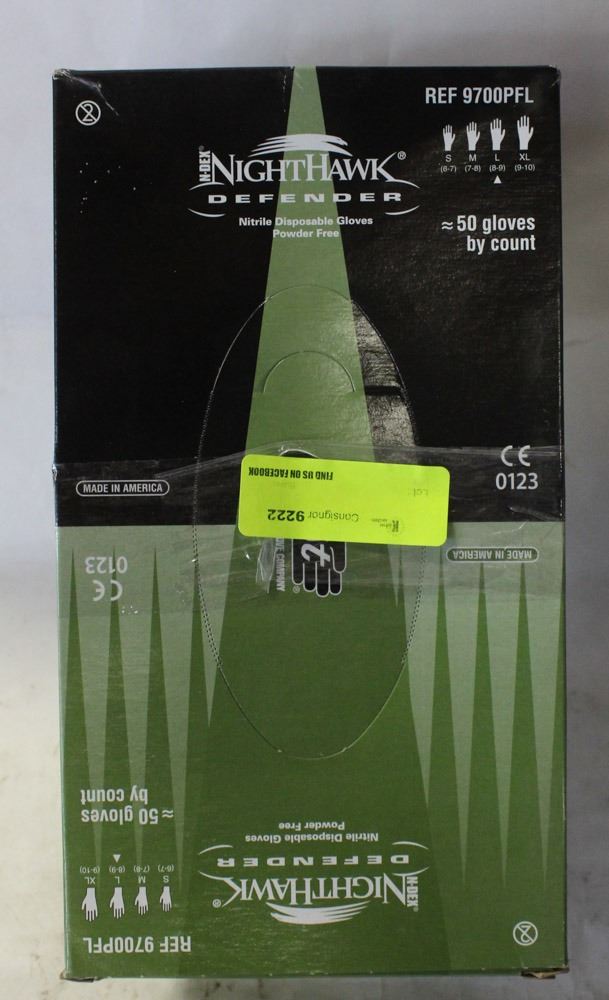 REF 9700PFL
S M L XL
(6-7) (7-8) (8-9) (9-10)
N-DEX®
NIGHTHAWK®
DEFENDER
Nitrile Disposable Gloves
Powder Free
≈ 50 gloves
by count
CE
0123
MADE IN AMERICA
FIND US ON FACEBOOK
Lot:
Consignor 9222
GLOVE COMPANY
®
MADE IN AMERICA
CE
0123
≈ 50 gloves
by count
Nitrile Disposable Gloves
Powder Free
N-DEX®
NIGHTHAWK®
DEFENDER
S M L XL
(6-7) (7-8) (8-9) (9-10)
REF 9700PFL